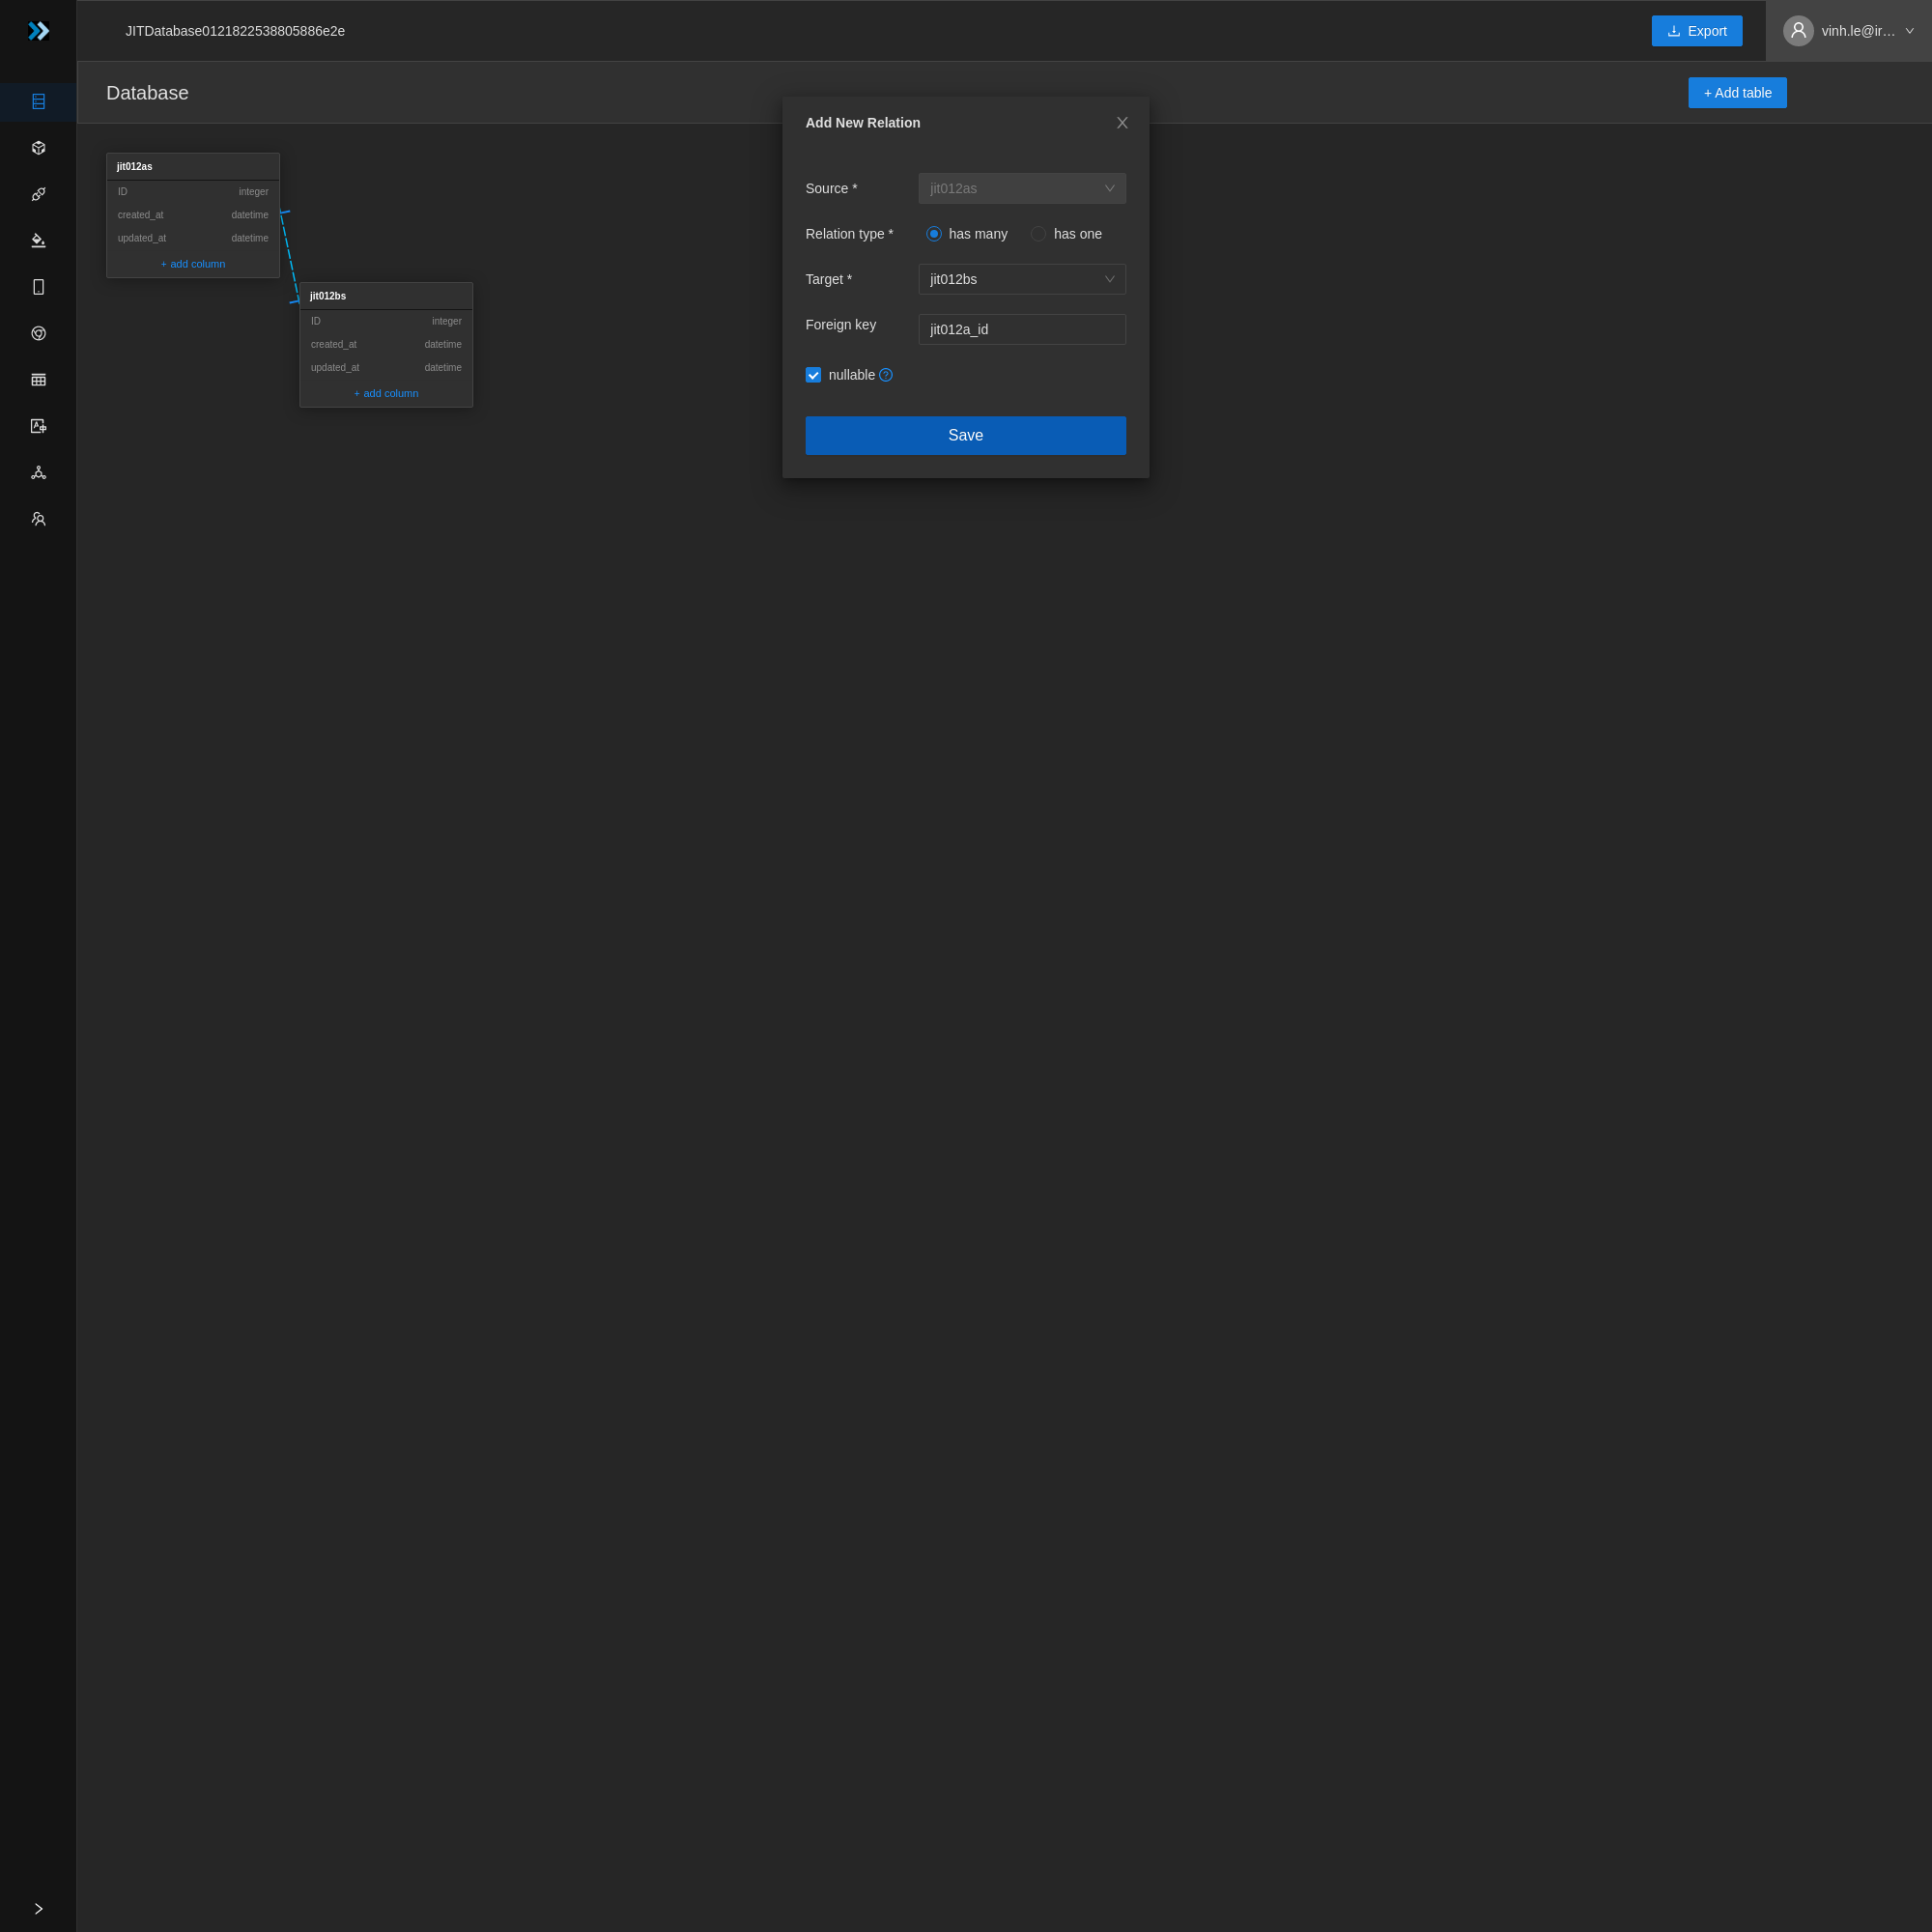 JITDatabase0121822538805886e2e
Export
vinh.le@ir…
Database
+ Add table
jit012as
ID integer
created_at datetime
updated_at datetime
+ add column
jit012bs
ID integer
created_at datetime
updated_at datetime
+ add column
Add New Relation
Source * jit012as
Relation type * has many has one
Target * jit012bs
Foreign key jit012a_id
nullable
Save